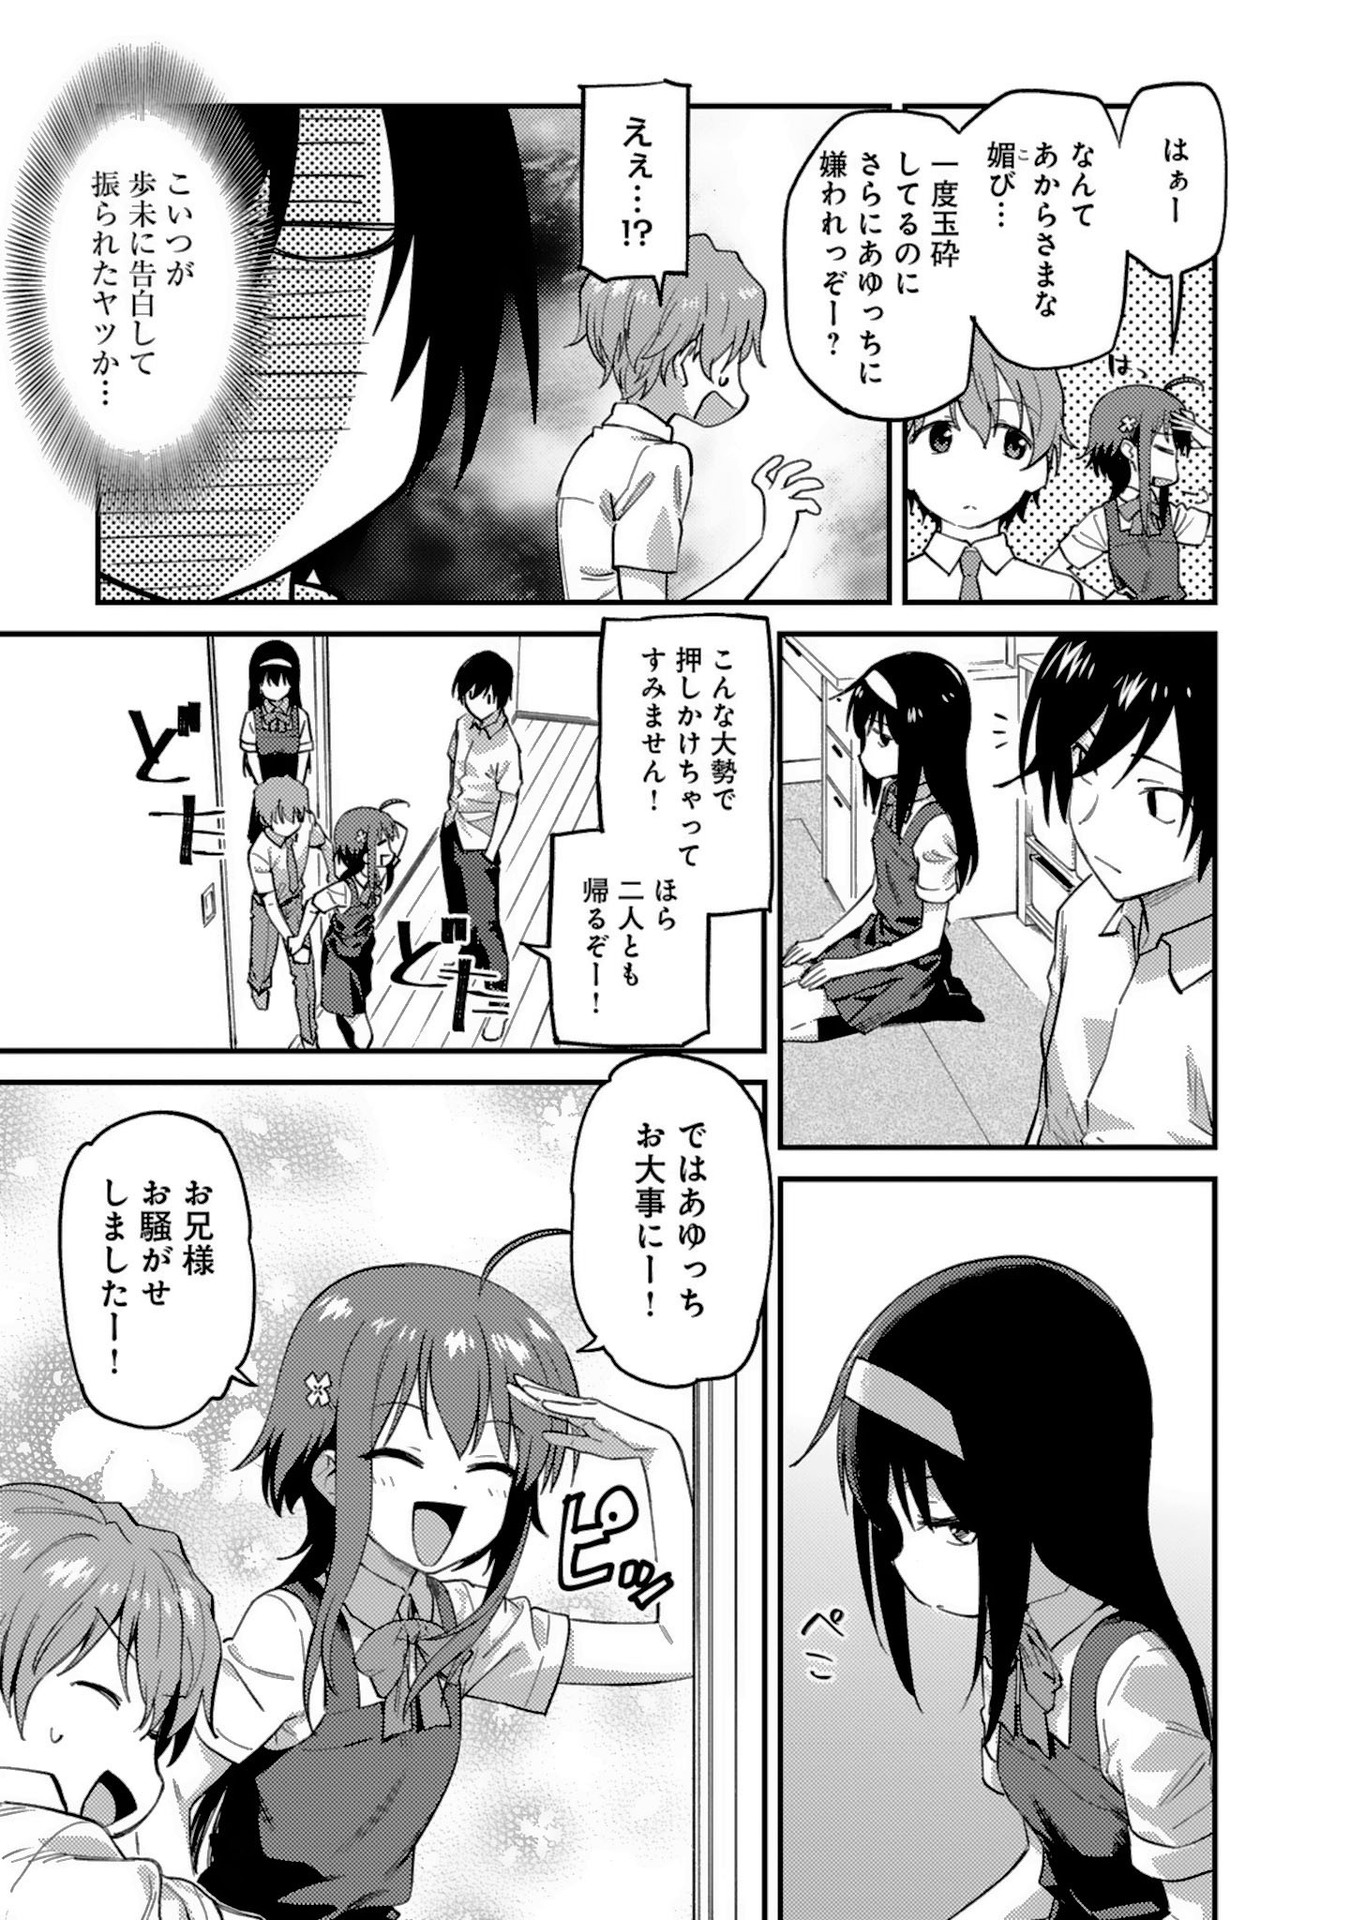 はぁー
なんて
あからさまな
媚び…
こ
一度玉砕
してるのに
さらにあゆっちに
嫌われっぞー？
は、
ええ…!?
こいつが
歩未に告白して
振られたヤツか…
こんな大勢で
押しかけちゃって
すみません！
ほら
二人とも
帰るぞー！
どたた
どたた
ぺこ
ではあゆっち
お大事にー！
ピッ
お兄様
お騒がせ
しましたー！